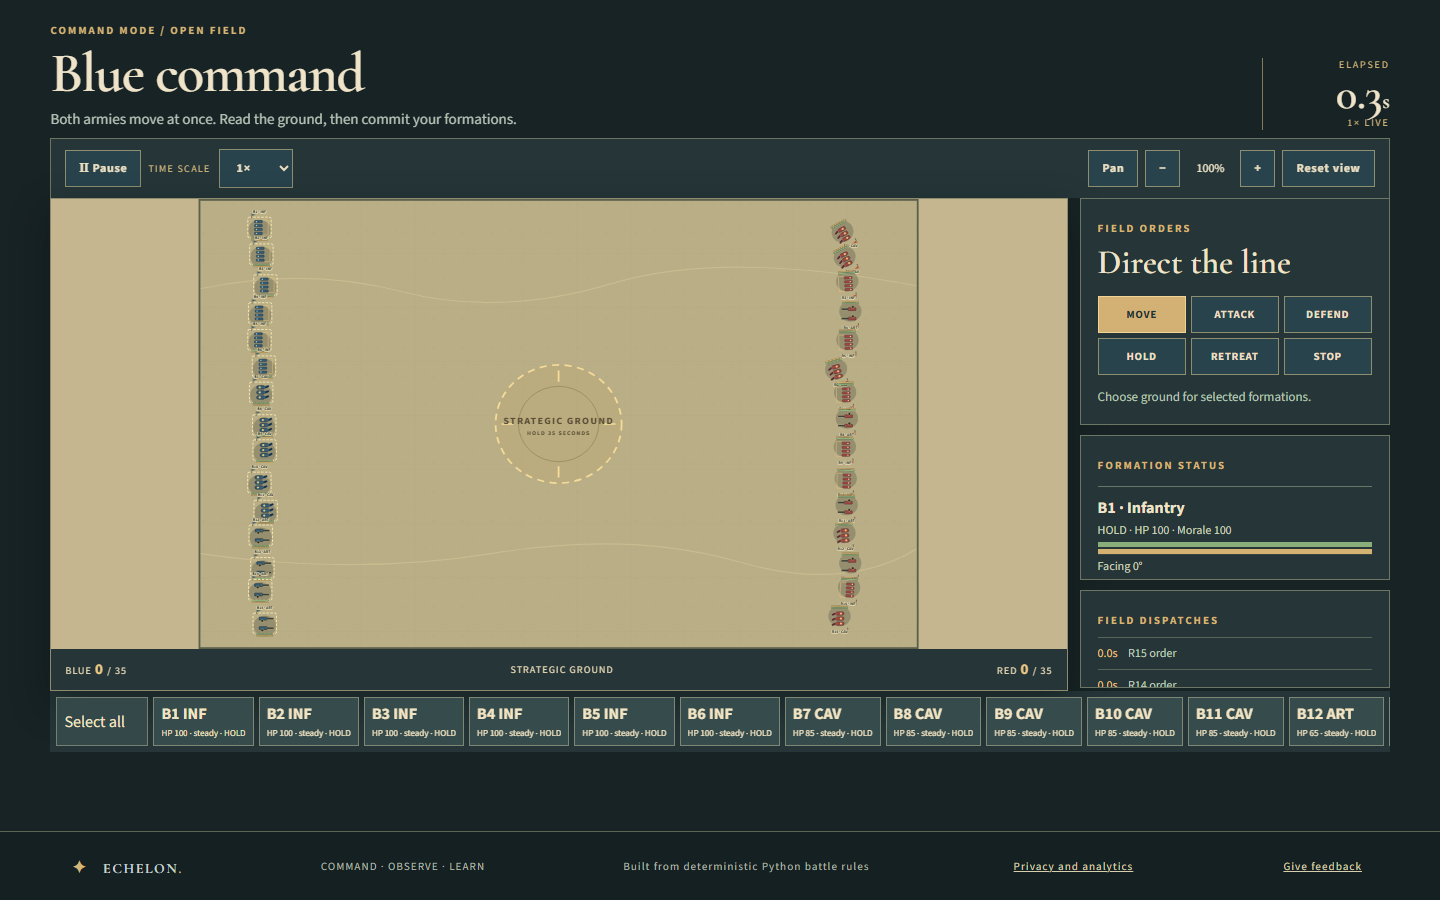 COMMAND MODE / OPEN FIELD
Blue command
Both armies move at once. Read the ground, then commit your formations.
ELAPSED
0.3s
1× LIVE
Pause
TIME SCALE
1×
Pan
−
100%
+
Reset view
STRATEGIC GROUND
HOLD 35 SECONDS
FIELD ORDERS
Direct the line
MOVE
ATTACK
DEFEND
HOLD
RETREAT
STOP
Choose ground for selected formations.
FORMATION STATUS
B1 · Infantry
HOLD · HP 100 · Morale 100
Facing 0°
FIELD DISPATCHES
0.0s R15 order
0.0s R14 order
BLUE 0 / 35
STRATEGIC GROUND
RED 0 / 35
Select all
B1 INF
HP 100 · steady · HOLD
B2 INF
HP 100 · steady · HOLD
B3 INF
HP 100 · steady · HOLD
B4 INF
HP 100 · steady · HOLD
B5 INF
HP 100 · steady · HOLD
B6 INF
HP 100 · steady · HOLD
B7 CAV
HP 85 · steady · HOLD
B8 CAV
HP 85 · steady · HOLD
B9 CAV
HP 85 · steady · HOLD
B10 CAV
HP 85 · steady · HOLD
B11 CAV
HP 85 · steady · HOLD
B12 ART
HP 65 · steady · HOLD
ECHELON.
COMMAND · OBSERVE · LEARN
Built from deterministic Python battle rules
Privacy and analytics
Give feedback